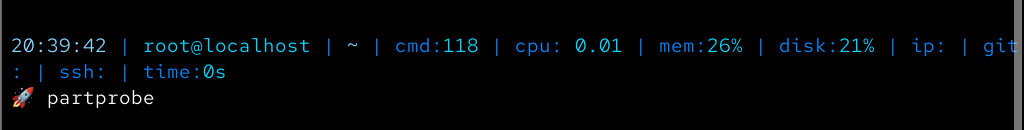 20:39:42 | root@localhost | ~ | cmd:118 | cpu: 0.01 | mem:26% | disk:21% | ip: | git
: | ssh: | time:0s
🚀 partprobe